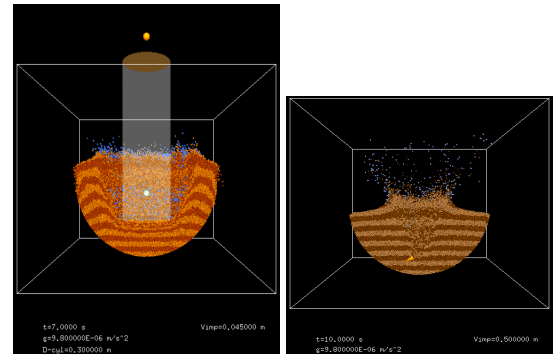 t=7.0000 s
Vimp=0.045000 m
g=9.800000E-06 m/s^2
D-cyl=0.300000 m
t=10.0000 s
Vimp=0.500000 m
g=9.800000E-06 m/s^2